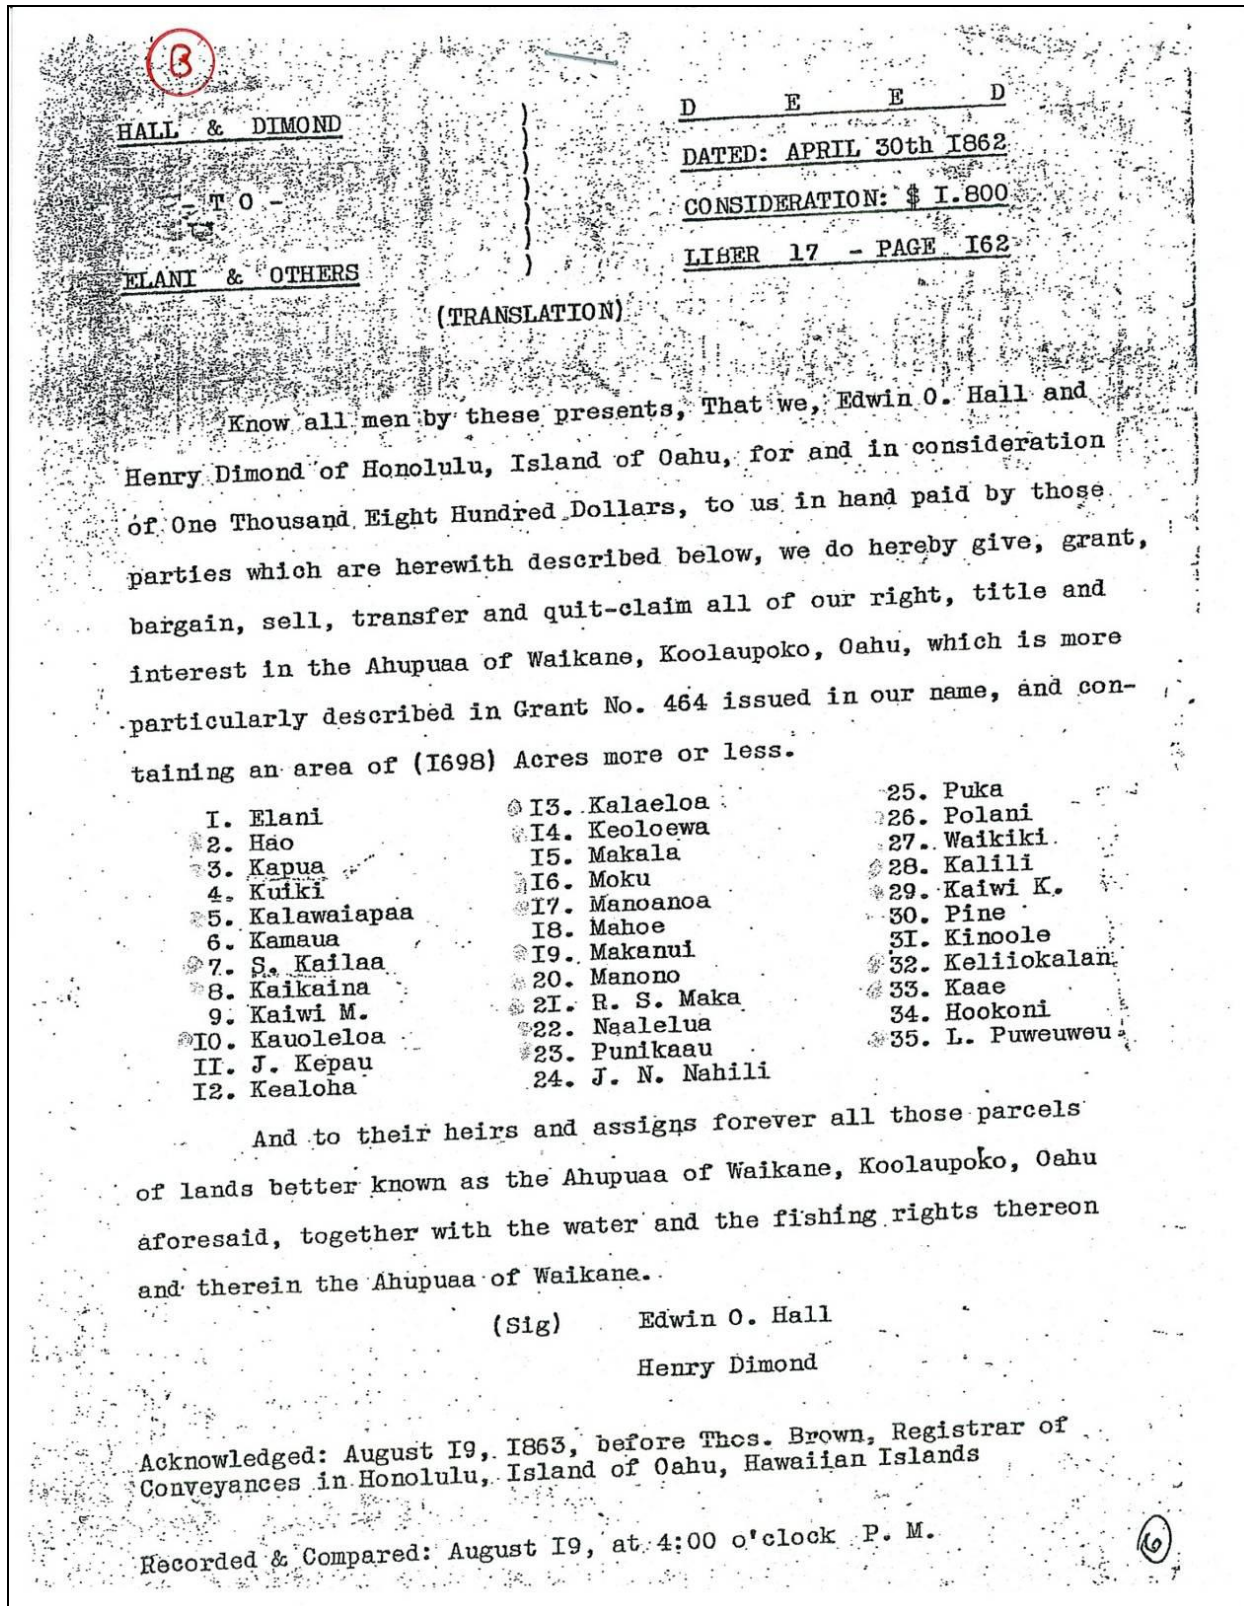 B
HALL & DIMOND
- T O -
ELANI & OTHERS
D E E D
DATED: APRIL 30th I862
CONSIDERATION: $ I.800
LIBER 17 - PAGE I62
(TRANSLATION)
Know all men by these presents, That we, Edwin O. Hall and
Henry Dimond of Honolulu, Island of Oahu, for and in consideration
of One Thousand Eight Hundred Dollars, to us in hand paid by those
parties which are herewith described below, we do hereby give, grant,
bargain, sell, transfer and quit-claim all of our right, title and
interest in the Ahupuaa of Waikane, Koolaupoko, Oahu, which is more
particularly described in Grant No. 464 issued in our name, and con-
taining an area of (I698) Acres more or less.
I. Elani
2. Hao
3. Kapua
4. Kuiki
5. Kalawaiapaa
6. Kamaua
7. S. Kailaa
8. Kaikaina
9. Kaiwi M.
I0. Kauoleloa
II. J. Kepau
I2. Kealoha
I3. Kalaeloa
I4. Keoloewa
I5. Makala
I6. Moku
I7. Manoanoa
I8. Mahoe
I9. Makanui
20. Manono
2I. R. S. Maka
22. Naalelua
23. Punikaau
24. J. N. Nahili
25. Puka
26. Polani
27. Waikiki
28. Kalili
29. Kaiwi K.
30. Pine
3I. Kinoole
32. Keliiokalan
33. Kaae
34. Hookoni
35. L. Puweuweu
And to their heirs and assigns forever all those parcels
of lands better known as the Ahupuaa of Waikane, Koolaupoko, Oahu
aforesaid, together with the water and the fishing rights thereon
and therein the Ahupuaa of Waikane.
(Sig) Edwin O. Hall
Henry Dimond
Acknowledged: August I9, I863, before Thos. Brown, Registrar of
Conveyances in Honolulu, Island of Oahu, Hawaiian Islands
Recorded & Compared: August I9, at 4:00 o'clock P. M.
6